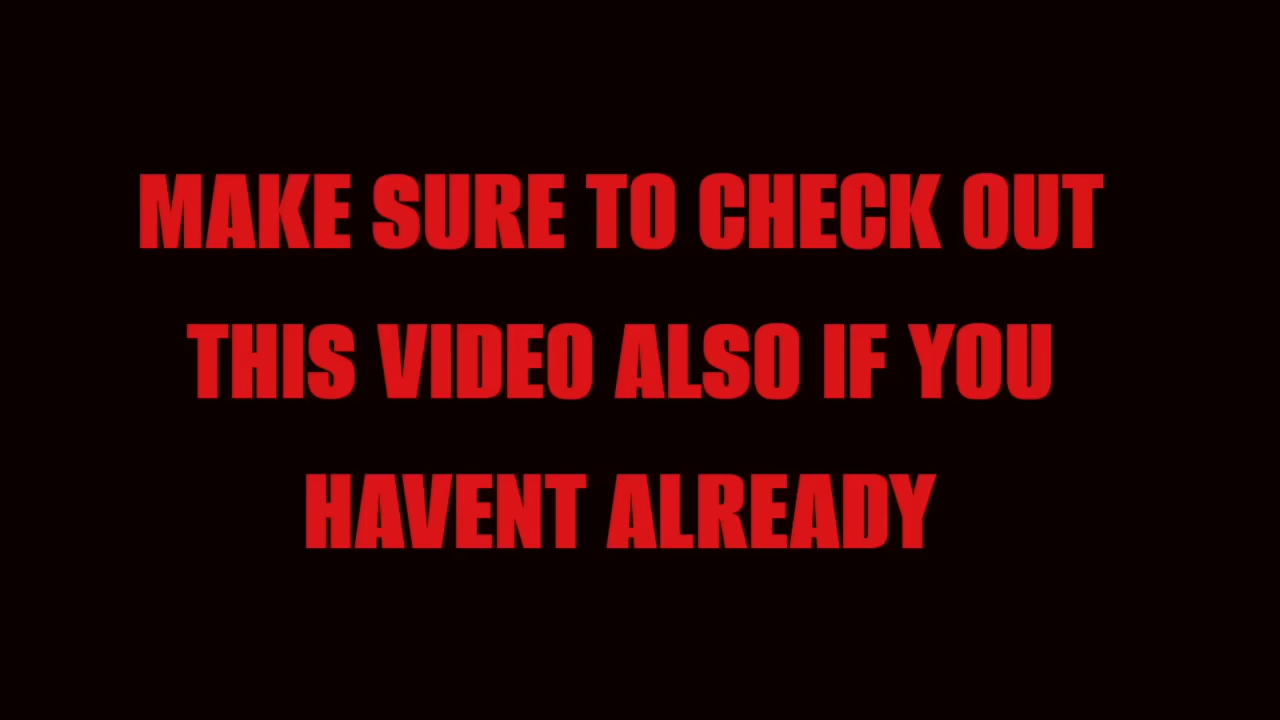 MAKE SURE TO CHECK OUT
THIS VIDEO ALSO IF YOU
HAVENT ALREADY